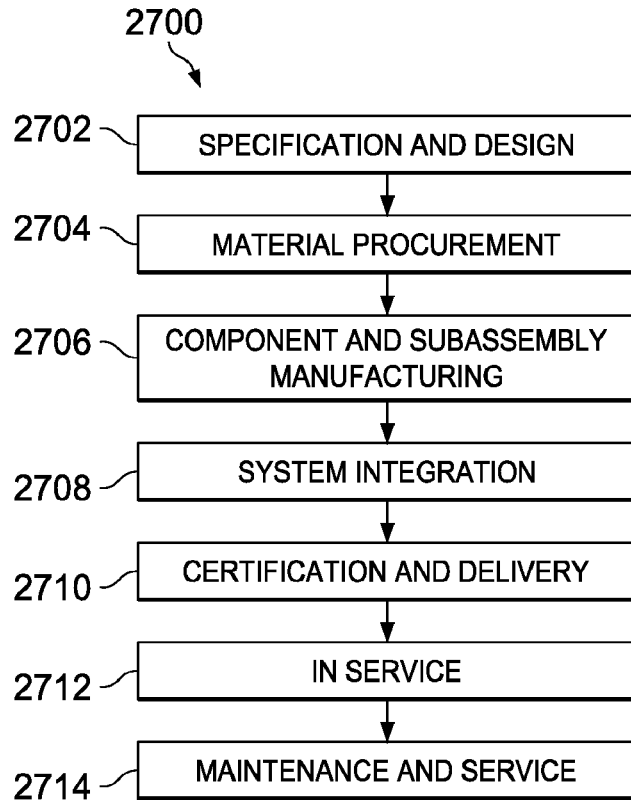 2700
2702
SPECIFICATION AND DESIGN
2704
MATERIAL PROCUREMENT
2706
COMPONENT AND SUBASSEMBLY
MANUFACTURING
2708
SYSTEM INTEGRATION
2710
CERTIFICATION AND DELIVERY
2712
IN SERVICE
2714
MAINTENANCE AND SERVICE